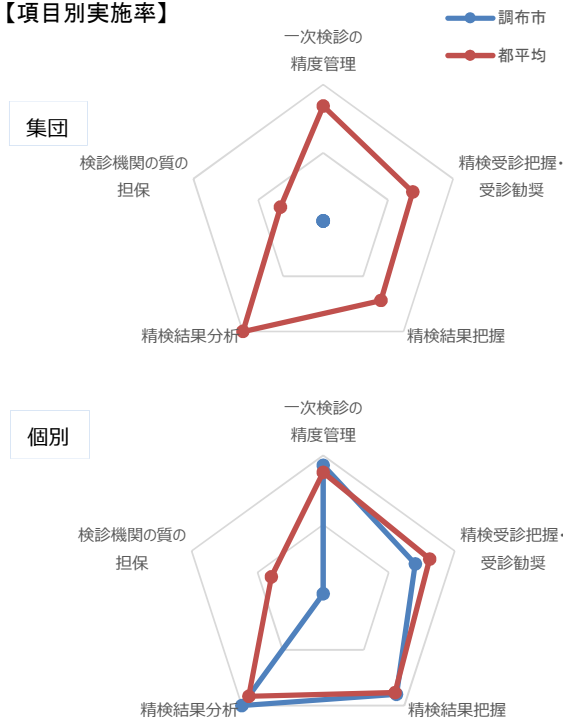 【項目別実施率】
調布市
都平均
集団
一次検診の
精度管理
精検受診把握・
受診勧奨
精検結果把握
精検結果分析
検診機関の質の
担保
個別
一次検診の
精度管理
精検受診把握・
受診勧奨
精検結果把握
精検結果分析
検診機関の質の
担保